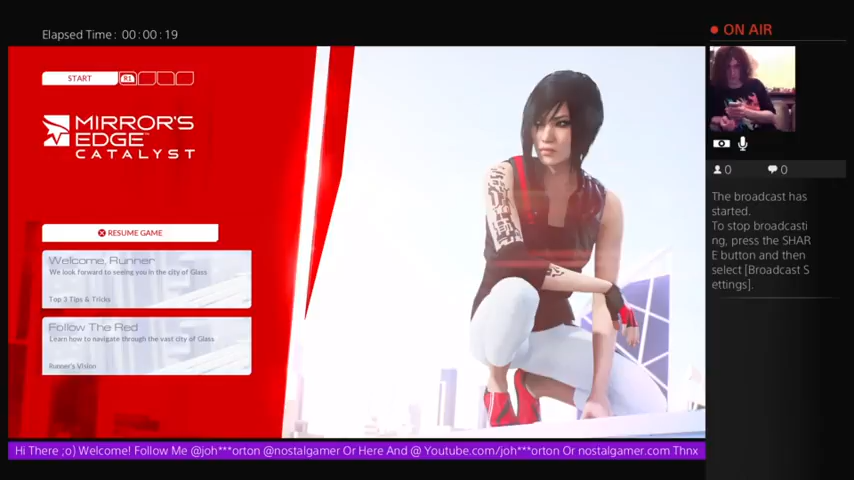 Elapsed Time : 00:00:19
ON AIR
START R1
MIRROR'S
EDGE™
CATALYST
RESUME GAME
Welcome, Runner
We look forward to seeing you in the city of Glass
Top 3 Tips & Tricks
Follow The Red
Learn how to navigate through the vast city of Glass
Runner's Vision
0 0
The broadcast has
started.
To stop broadcasti
ng, press the SHAR
E button and then
select [Broadcast S
ettings].
Hi There ;o) Welcome! Follow Me @joh***orton @nostalgamer Or Here And @ Youtube.com/joh***orton Or nostalgamer.com Thnx